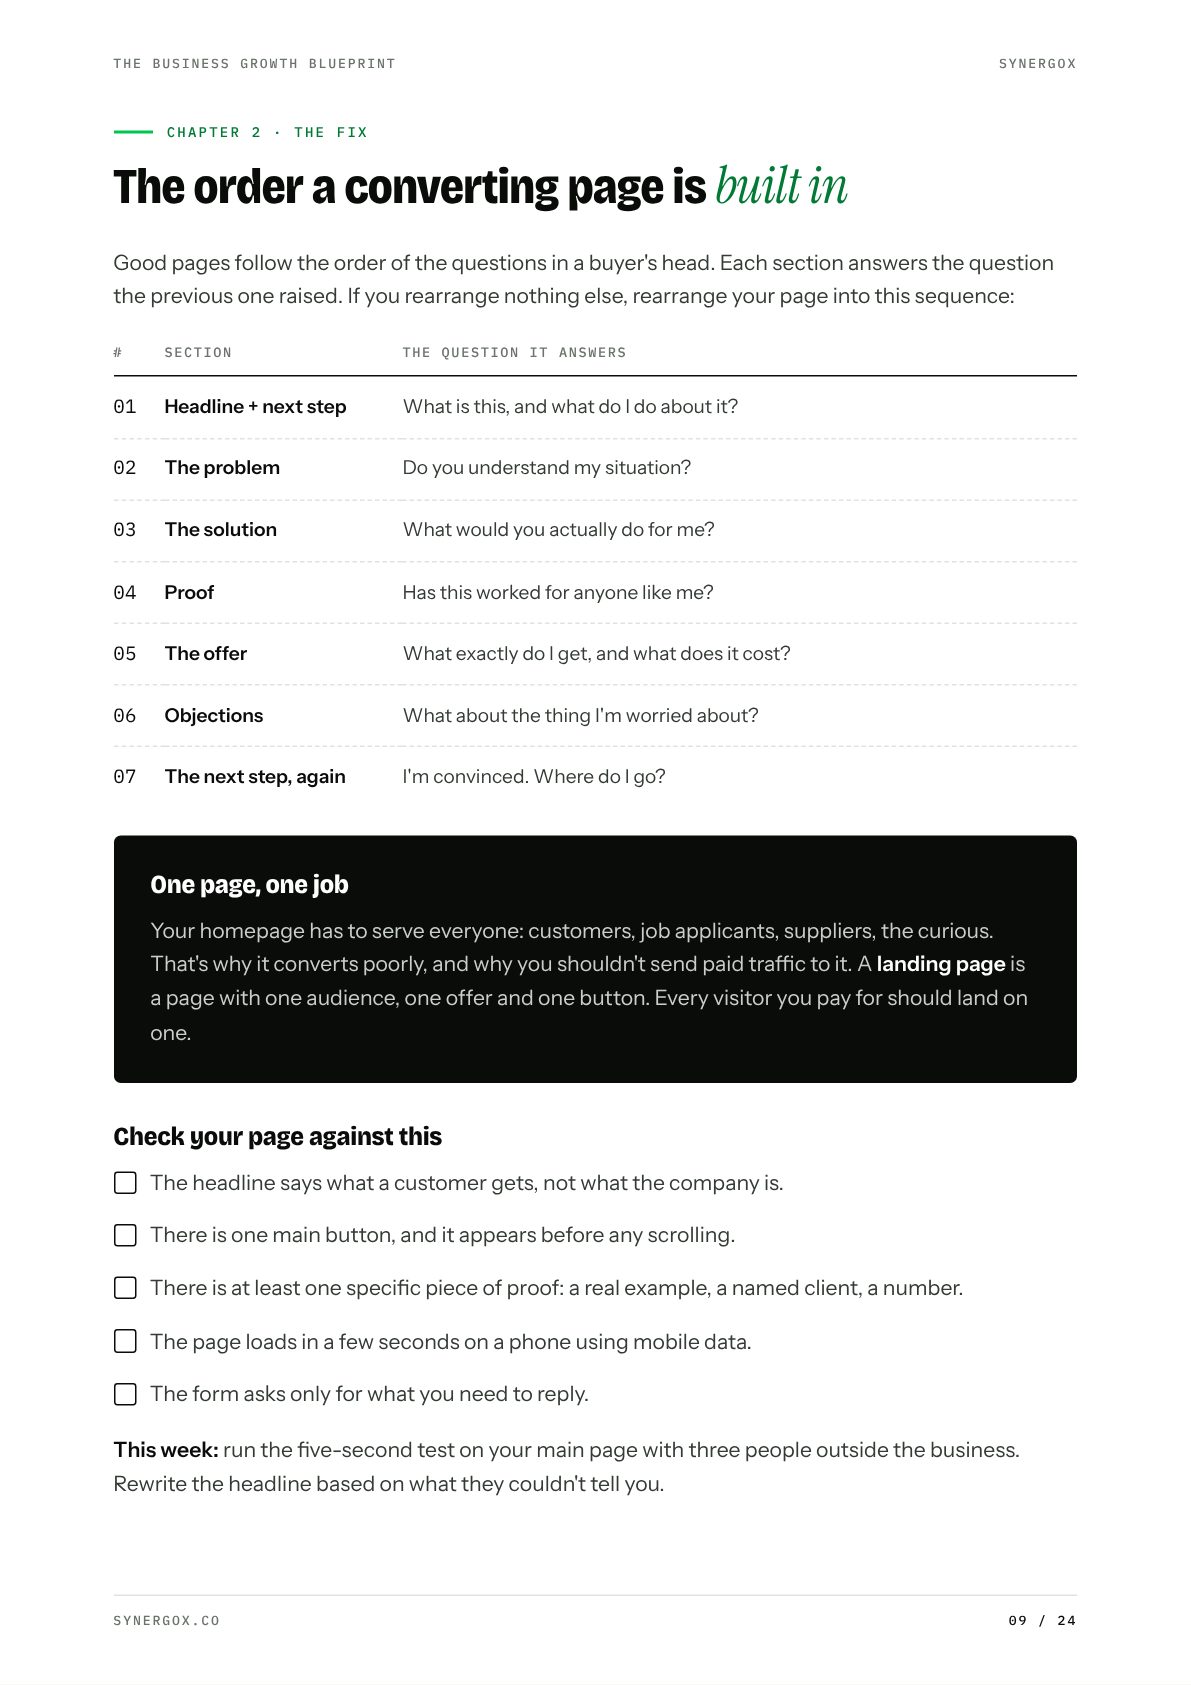 THE BUSINESS GROWTH BLUEPRINT SYNERGOX
CHAPTER 2 · THE FIX
The order a converting page is built in
Good pages follow the order of the questions in a buyer's head. Each section answers the question
the previous one raised. If you rearrange nothing else, rearrange your page into this sequence:
# SECTION THE QUESTION IT ANSWERS
01 Headline + next step What is this, and what do I do about it?
02 The problem Do you understand my situation?
03 The solution What would you actually do for me?
04 Proof Has this worked for anyone like me?
05 The offer What exactly do I get, and what does it cost?
06 Objections What about the thing I'm worried about?
07 The next step, again I'm convinced. Where do I go?
One page, one job
Your homepage has to serve everyone: customers, job applicants, suppliers, the curious.
That's why it converts poorly, and why you shouldn't send paid traffic to it. A landing page is
a page with one audience, one offer and one button. Every visitor you pay for should land on
one.
Check your page against this
The headline says what a customer gets, not what the company is.
There is one main button, and it appears before any scrolling.
There is at least one specific piece of proof: a real example, a named client, a number.
The page loads in a few seconds on a phone using mobile data.
The form asks only for what you need to reply.
This week: run the five-second test on your main page with three people outside the business.
Rewrite the headline based on what they couldn't tell you.
SYNERGOX.CO 09 / 24